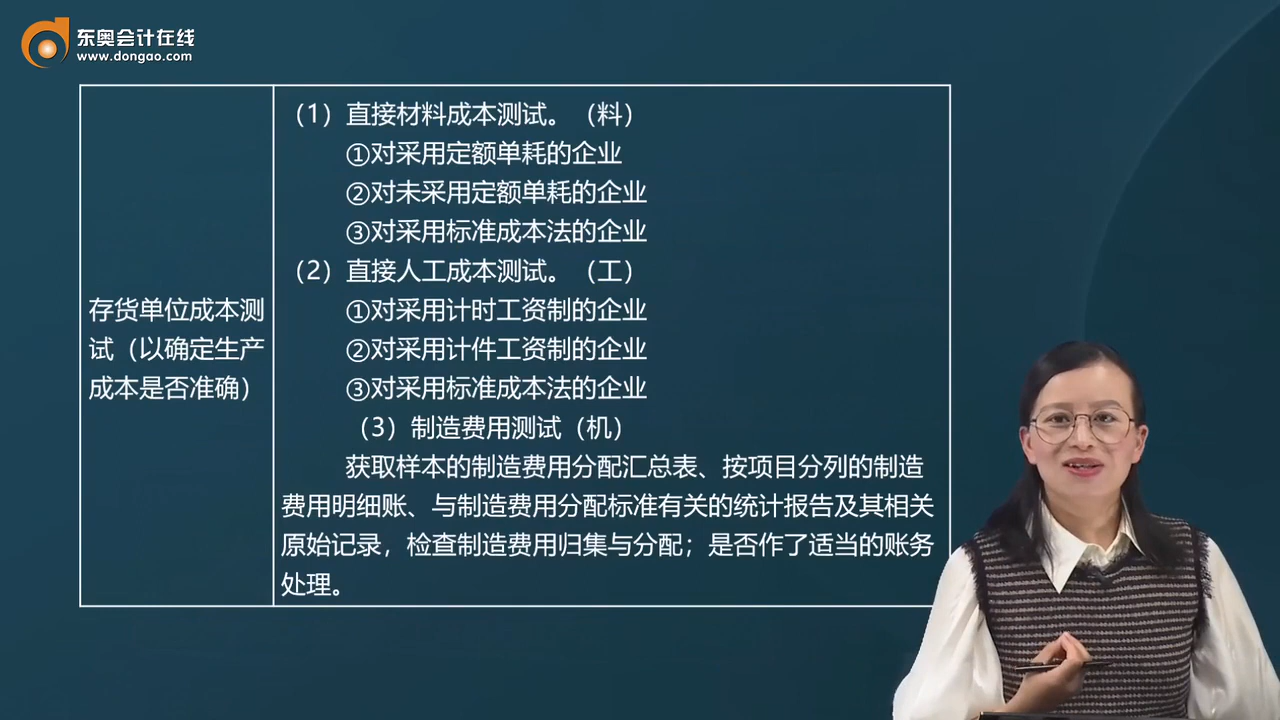 东奥会计在线
www.dongao.com
（1）直接材料成本测试。（料）
①对采用定额单耗的企业
②对未采用定额单耗的企业
③对采用标准成本法的企业
（2）直接人工成本测试。（工）
①对采用计时工资制的企业
②对采用计件工资制的企业
③对采用标准成本法的企业
（3）制造费用测试（机）
获取样本的制造费用分配汇总表、按项目分列的制造
费用明细账、与制造费用分配标准有关的统计报告及其相关
原始记录，检查制造费用归集与分配；是否作了适当的账务
处理。
存货单位成本测
试（以确定生产
成本是否准确）